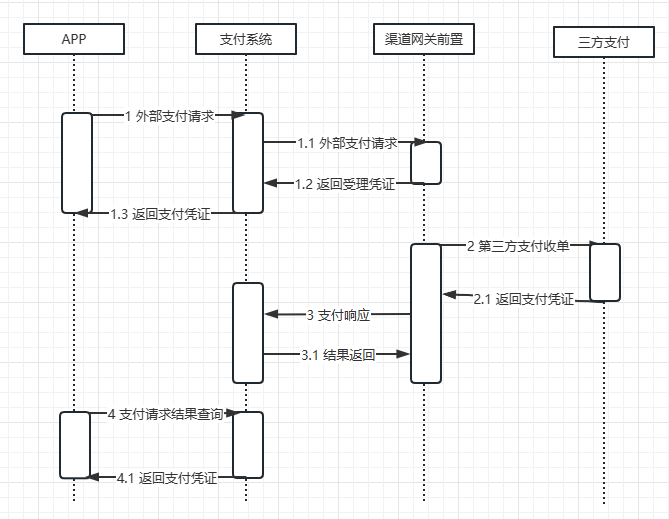 APP
支付系统
渠道网关前置
三方支付
1 外部支付请求
1.1 外部支付请求
1.2 返回受理凭证
1.3 返回支付凭证
2 第三方支付收单
2.1 返回支付凭证
3 支付响应
3.1 结果返回
4 支付请求结果查询
4.1 返回支付凭证